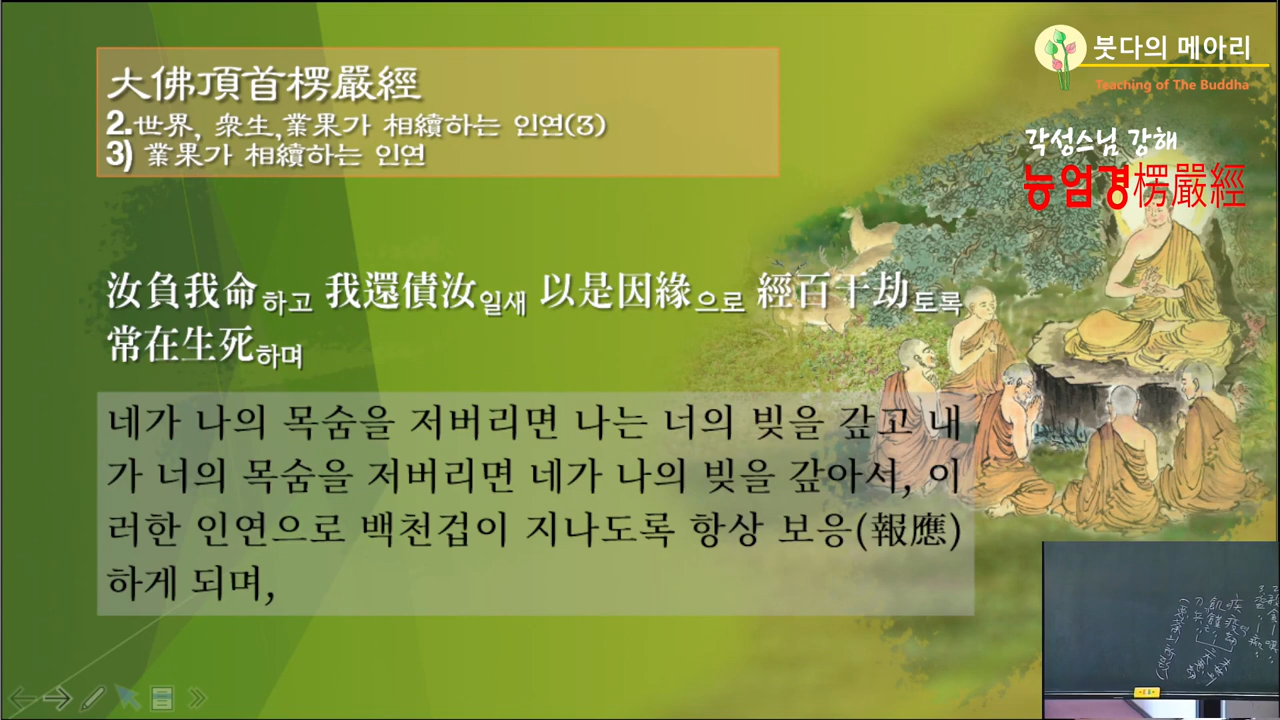 大佛頂首楞嚴經
2.世界, 衆生,業果가 相續하는 인연(3)
3) 業果가 相續하는 인연
붓다의 메아리
Teaching of The Buddha
각성스님 강해
능엄경楞嚴經
汝負我命하고 我還債汝일새 以是因緣으로 經百千劫토록
常在生死하며
네가 나의 목숨을 저버리면 나는 너의 빚을 갚고 내
가 너의 목숨을 저버리면 네가 나의 빚을 갚아서, 이
러한 인연으로 백천겁이 지나도록 항상 보응(報應)
하게 되며,